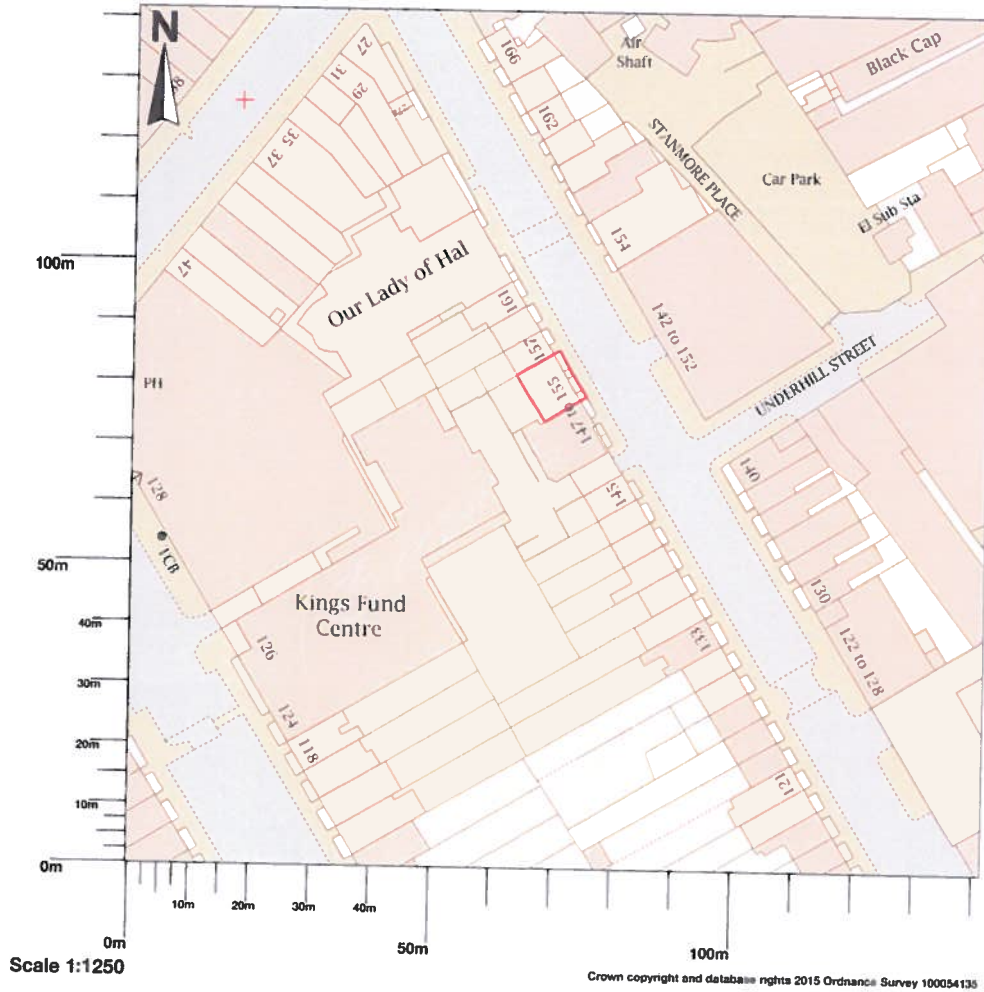 N
166
Air
Shaft
Black Cap
27
31
29
162
35
37
STANMORE PLACE
Car Park
El Sub Sta
154
47
Our Lady of Hal
100m
161
142 to 152
157
155
UNDERHILL STREET
PH
147
145
140
128
50m
Kings Fund
Centre
130
40m
126
133
122 to 128
30m
124
118
20m
121
10m
0m
10m
20m
30m
40m
0m
50m
100m
Scale 1:1250
Crown copyright and database rights 2015 Ordnance Survey 100054135